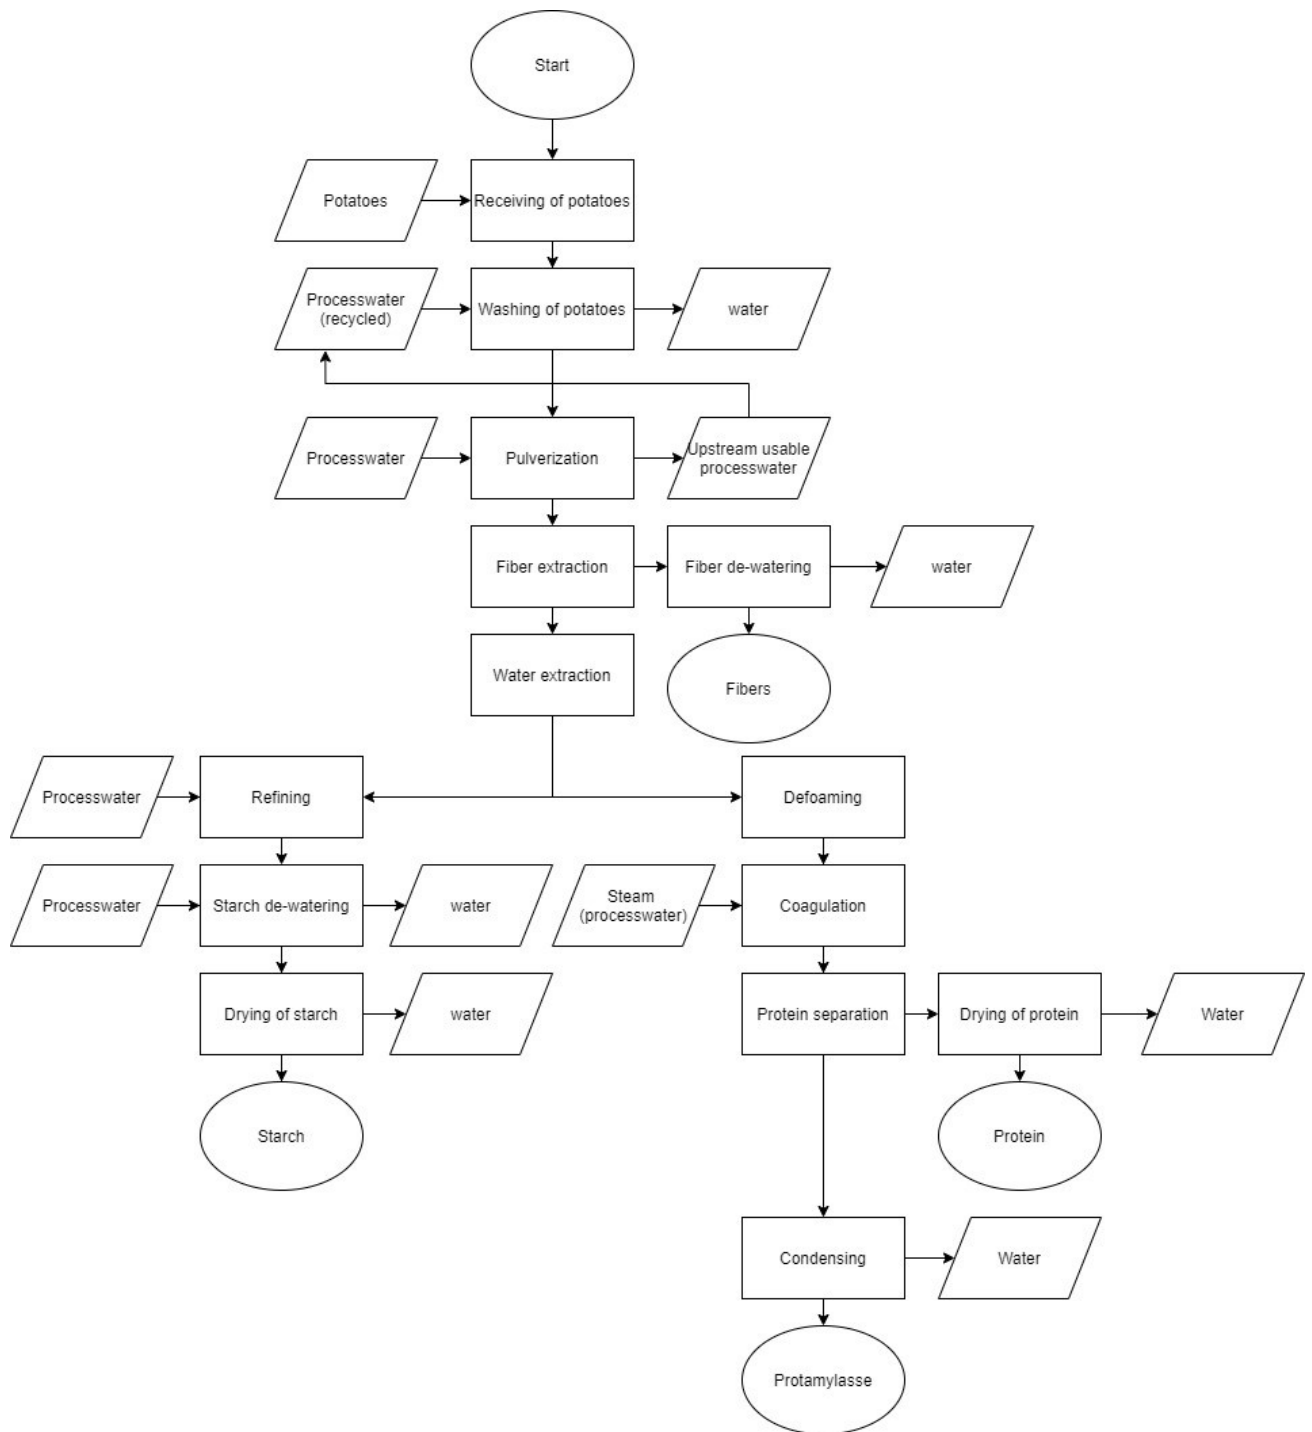 Start
Potatoes
Receiving of potatoes
Processwater
(recycled)
Washing of potatoes
water
Processwater
Pulverization
Upstream usable
processwater
Fiber extraction
Fiber de-watering
water
Water extraction
Fibers
Processwater
Refining
Defoaming
Processwater
Starch de-watering
water
Steam
(processwater)
Coagulation
Drying of starch
water
Protein separation
Drying of protein
Water
Starch
Protein
Condensing
Water
Protamylasse